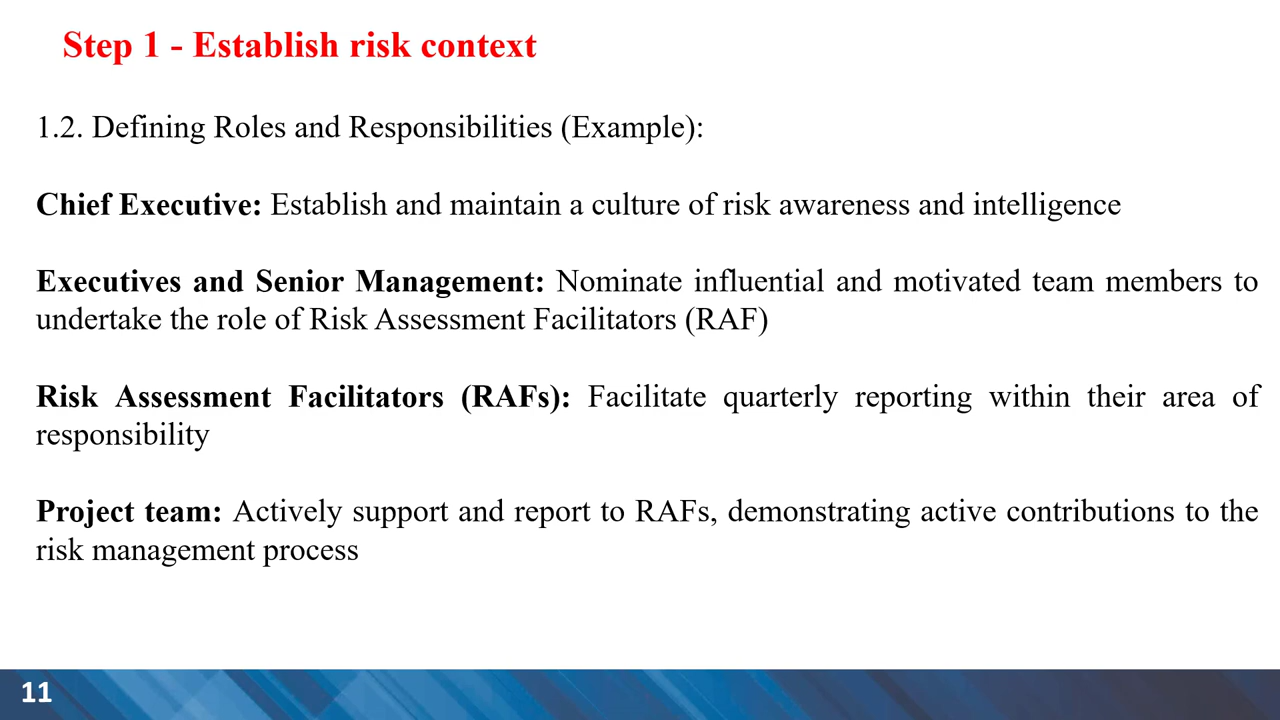 Step 1 - Establish risk context
1.2. Defining Roles and Responsibilities (Example):
Chief Executive: Establish and maintain a culture of risk awareness and intelligence
Executives and Senior Management: Nominate influential and motivated team members to
undertake the role of Risk Assessment Facilitators (RAF)
Risk Assessment Facilitators (RAFs): Facilitate quarterly reporting within their area of
responsibility
Project team: Actively support and report to RAFs, demonstrating active contributions to the
risk management process
11